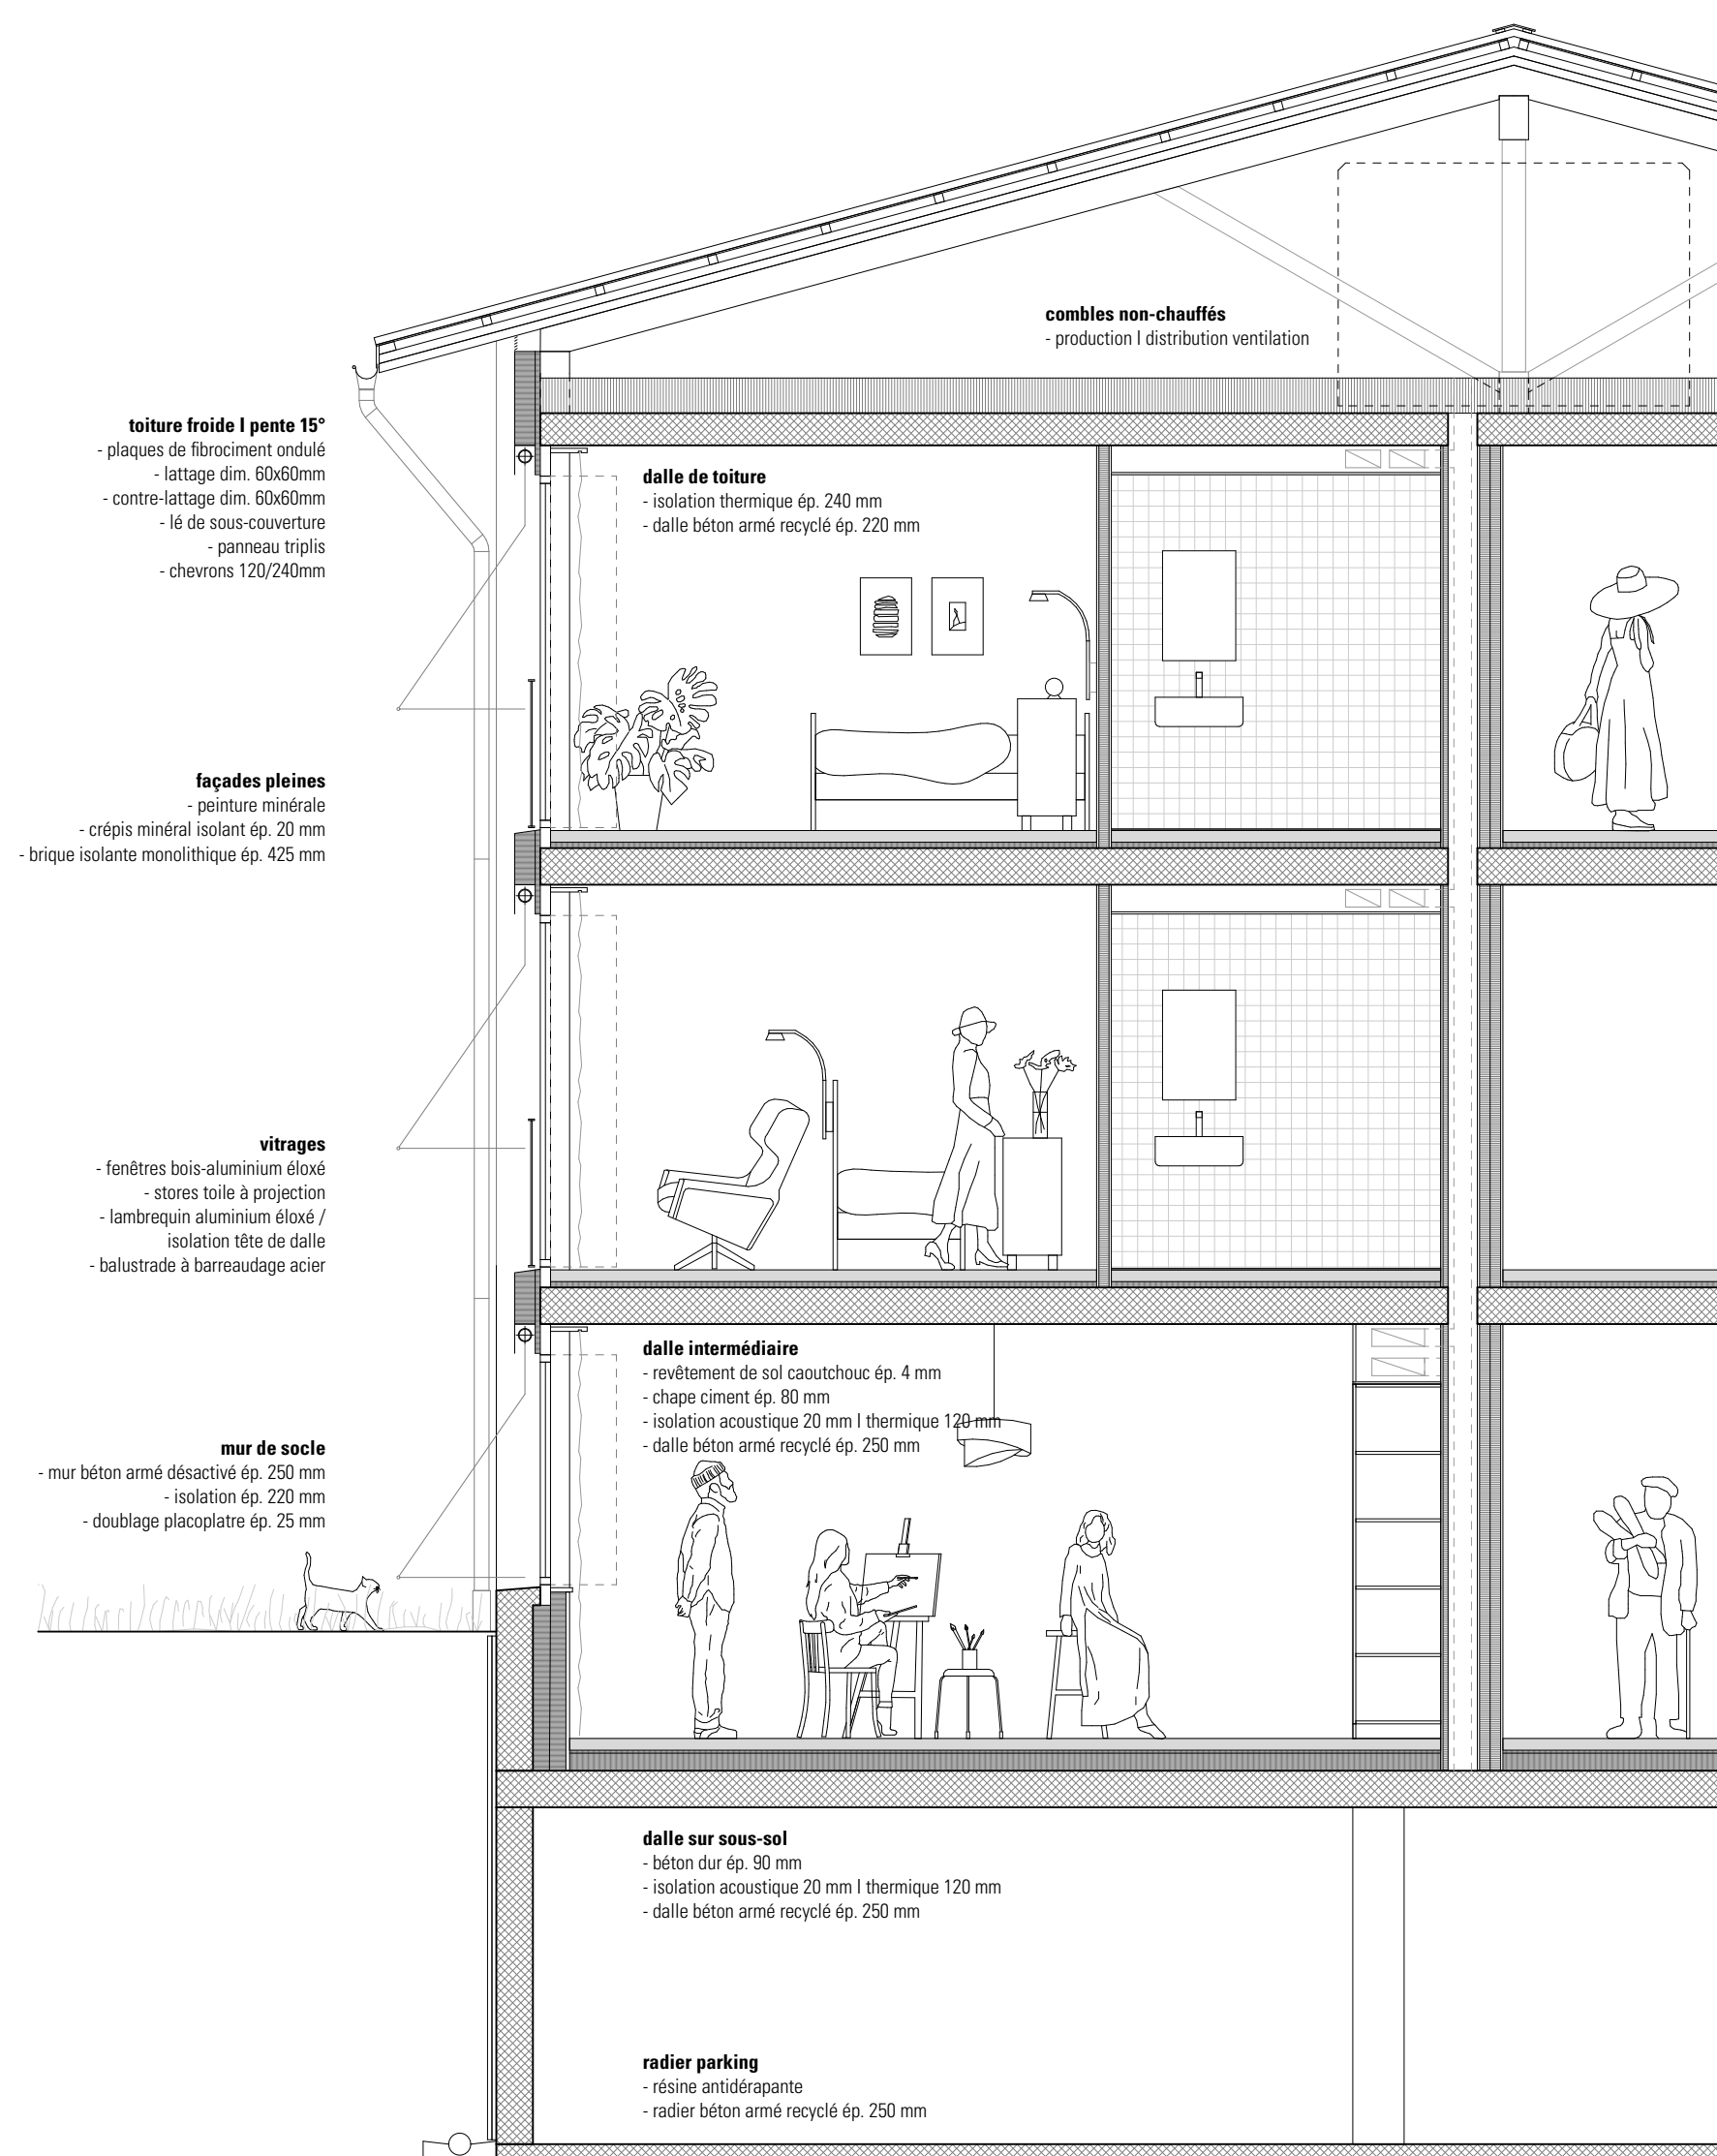 combles non-chauffés
- production I distribution ventilation
toiture froide I pente 15°
- plaques de fibrociment ondulé
- lattage dim. 60x60mm
- contre-lattage dim. 60x60mm
- lé de sous-couverture
- panneau triplis
- chevrons 120/240mm
dalle de toiture
- isolation thermique ép. 240 mm
- dalle béton armé recyclé ép. 220 mm
façades pleines
- peinture minérale
- crépis minéral isolant ép. 20 mm
- brique isolante monolithique ép. 425 mm
vitrages
- fenêtres bois-aluminium éloxé
- stores toile à projection
- lambrequin aluminium éloxé /
isolation tête de dalle
- balustrade à barreaudage acier
dalle intermédiaire
- revêtement de sol caoutchouc ép. 4 mm
- chape ciment ép. 80 mm
- isolation acoustique 20 mm I thermique 120 mm
- dalle béton armé recyclé ép. 250 mm
mur de socle
- mur béton armé désactivé ép. 250 mm
- isolation ép. 220 mm
- doublage placoplatre ép. 25 mm
dalle sur sous-sol
- béton dur ép. 90 mm
- isolation acoustique 20 mm I thermique 120 mm
- dalle béton armé recyclé ép. 250 mm
radier parking
- résine antidérapante
- radier béton armé recyclé ép. 250 mm